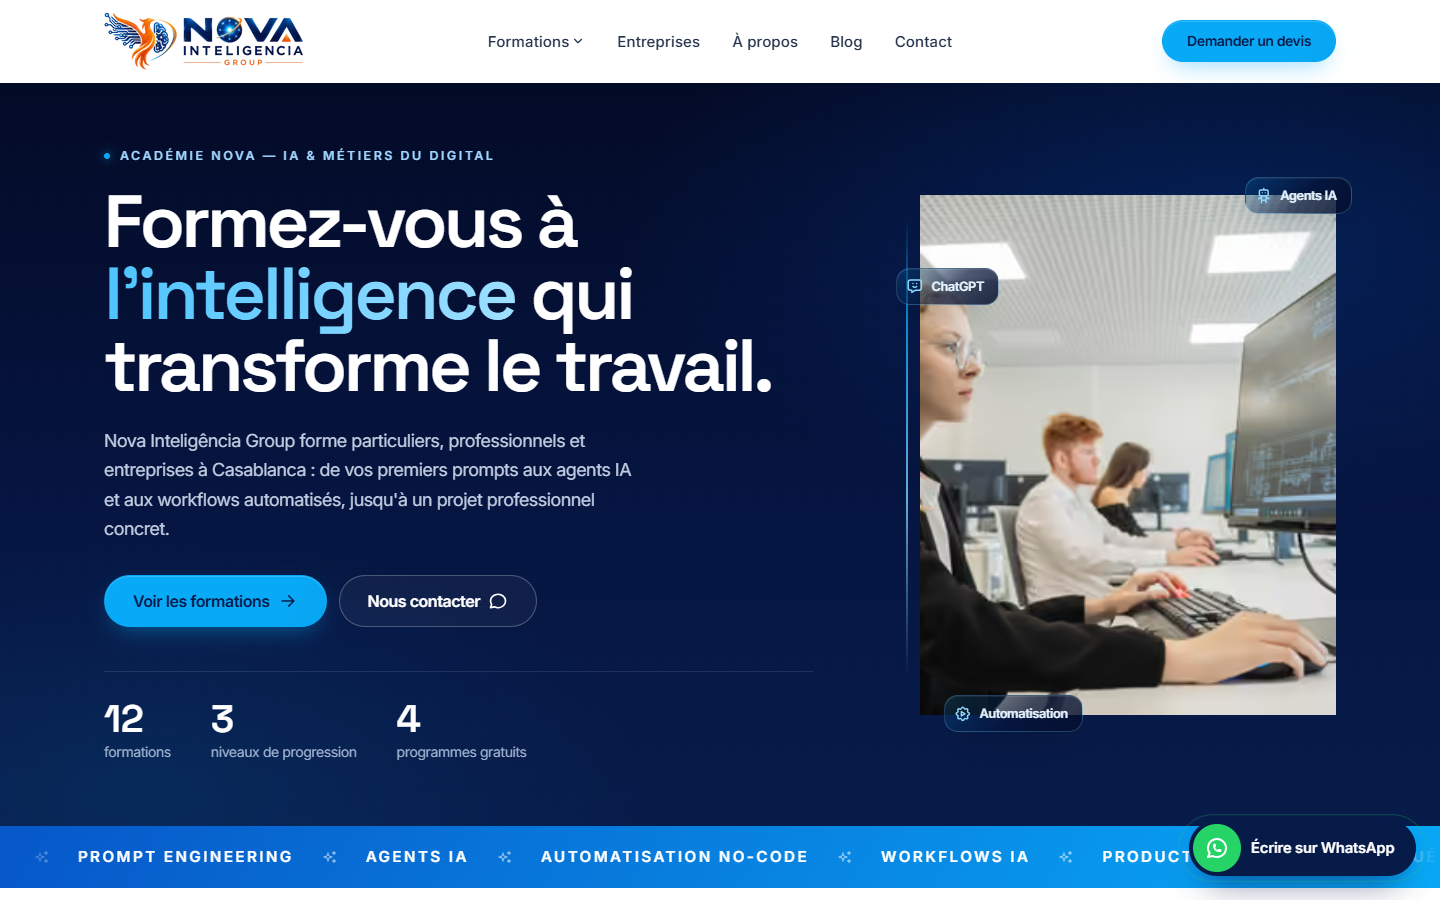 NOVA
INTELIGENCIA
GROUP
Formations
Entreprises
À propos
Blog
Contact
Demander un devis
ACADÉMIE NOVA — IA & MÉTIERS DU DIGITAL
Formez-vous à
l’intelligence qui
transforme le travail.
Nova Inteligência Group forme particuliers, professionnels et
entreprises à Casablanca : de vos premiers prompts aux agents IA
et aux workflows automatisés, jusqu'à un projet professionnel
concret.
Voir les formations
Nous contacter
12
formations
3
niveaux de progression
4
programmes gratuits
Agents IA
ChatGPT
Automatisation
PROMPT ENGINEERING
AGENTS IA
AUTOMATISATION NO-CODE
WORKFLOWS IA
PRODUCT
Écrire sur WhatsApp